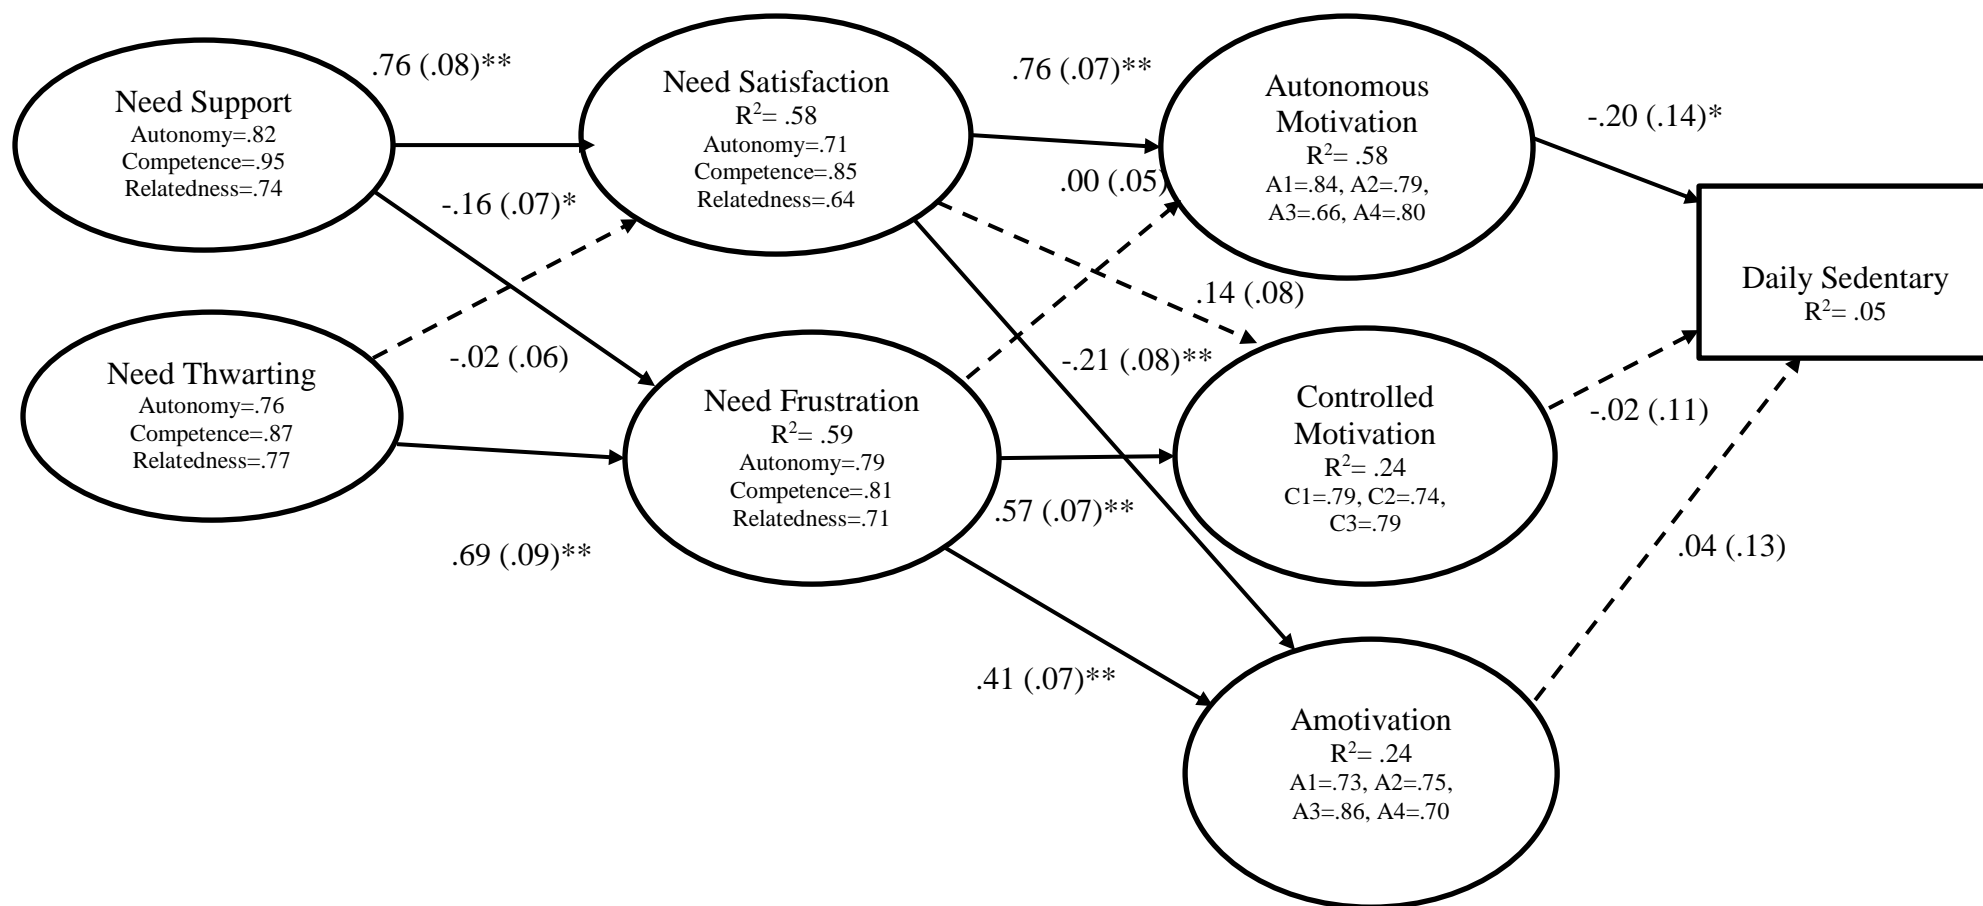 .76 (.08)**
Need Support
Autonomy=.82
Competence=.95
Relatedness=.74
-.16 (.07)*
Need Thwarting
Autonomy=.76
Competence=.87
Relatedness=.77
-.02 (.06)
.69 (.09)**
Need Satisfaction
R²= .58
Autonomy=.71
Competence=.85
Relatedness=.64
Need Frustration
R²= .59
Autonomy=.79
Competence=.81
Relatedness=.71
.76 (.07)**
.00 (.05)
.14 (.08)
-.21 (.08)**
.57 (.07)**
.41 (.07)**
Autonomous
Motivation
R²= .58
A1=.84, A2=.79,
A3=.66, A4=.80
Controlled
Motivation
R²= .24
C1=.79, C2=.74,
C3=.79
Amotivation
R²= .24
A1=.73, A2=.75,
A3=.86, A4=.70
-.20 (.14)*
-.02 (.11)
.04 (.13)
Daily Sedentary
R²= .05